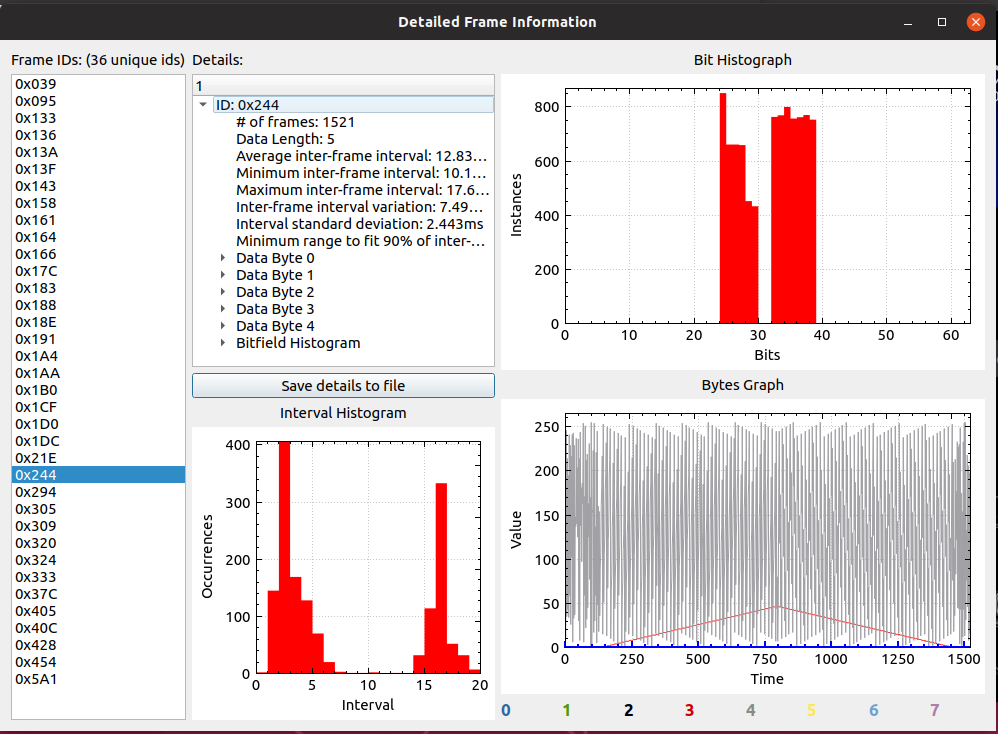 Detailed Frame Information
Frame IDs: (36 unique ids)
0x039
0x095
0x133
0x136
0x13A
0x13F
0x143
0x158
0x161
0x164
0x166
0x17C
0x183
0x188
0x18E
0x191
0x1A4
0x1AA
0x1B0
0x1CF
0x1D0
0x1DC
0x21E
0x244
0x294
0x305
0x309
0x320
0x324
0x333
0x37C
0x405
0x40C
0x428
0x454
0x5A1
Details:
1
ID: 0x244
# of frames: 1521
Data Length: 5
Average inter-frame interval: 12.83...
Minimum inter-frame interval: 10.1...
Maximum inter-frame interval: 17.6...
Inter-frame interval variation: 7.49...
Interval standard deviation: 2.443ms
Minimum range to fit 90% of inter-...
Data Byte 0
Data Byte 1
Data Byte 2
Data Byte 3
Data Byte 4
Bitfield Histogram
Save details to file
Interval Histogram
400
300
200
100
0
Occurrences
0 5 10 15 20
Interval
Bit Histograph
800
600
400
200
0
Instances
0 10 20 30 40 50 60
Bits
Bytes Graph
250
200
150
100
50
0
Value
0 250 500 750 1000 1250 1500
Time
0 1 2 3 4 5 6 7